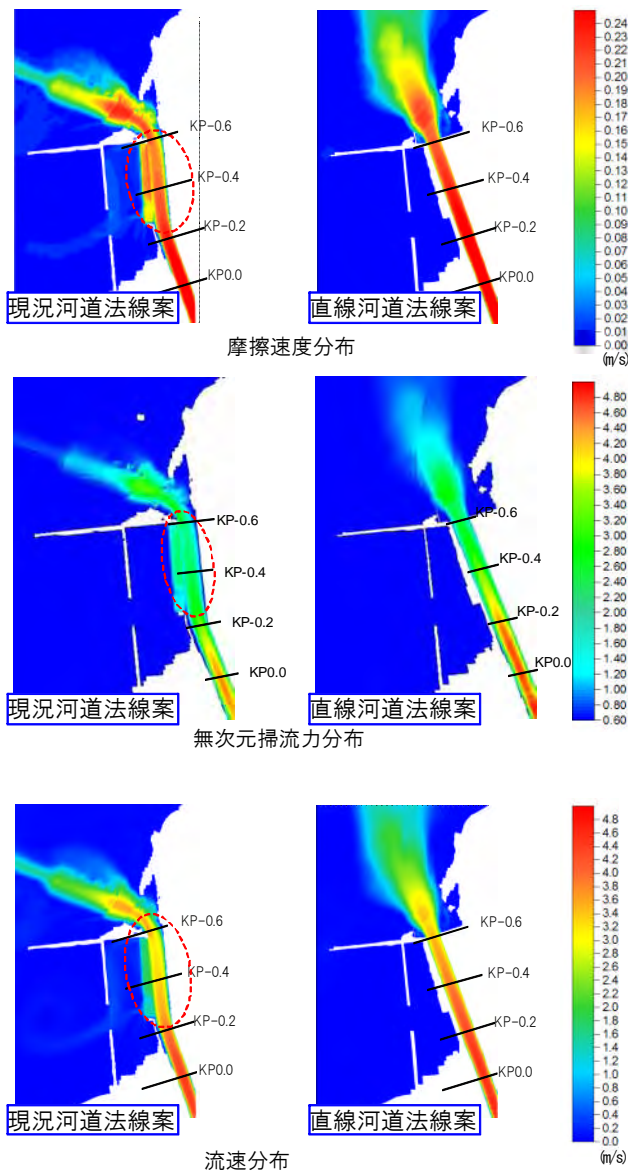 KP-0.6
KP-0.4
KP-0.2
KP0.0
現況河道法線案
KP-0.6
KP-0.4
KP-0.2
KP0.0
直線河道法線案
0.24
0.23
0.22
0.21
0.20
0.19
0.18
0.17
0.16
0.15
0.14
0.13
0.12
0.11
0.10
0.09
0.08
0.07
0.06
0.05
0.04
0.03
0.02
0.01
0.00
(m/s)
摩擦速度分布
KP-0.6
KP-0.4
KP-0.2
KP0.0
現況河道法線案
KP-0.6
KP-0.4
KP-0.2
KP0.0
直線河道法線案
4.80
4.60
4.40
4.20
4.00
3.80
3.60
3.40
3.20
3.00
2.80
2.60
2.40
2.20
2.00
1.80
1.60
1.40
1.20
1.00
0.80
0.60
無次元掃流力分布
KP-0.6
KP-0.4
KP-0.2
KP0.0
現況河道法線案
KP-0.6
KP-0.4
KP-0.2
KP0.0
直線河道法線案
4.8
4.6
4.4
4.2
4.0
3.8
3.6
3.4
3.2
3.0
2.8
2.6
2.4
2.2
2.0
1.8
1.6
1.4
1.2
1.0
0.8
0.6
0.4
0.2
0.0
(m/s)
流速分布